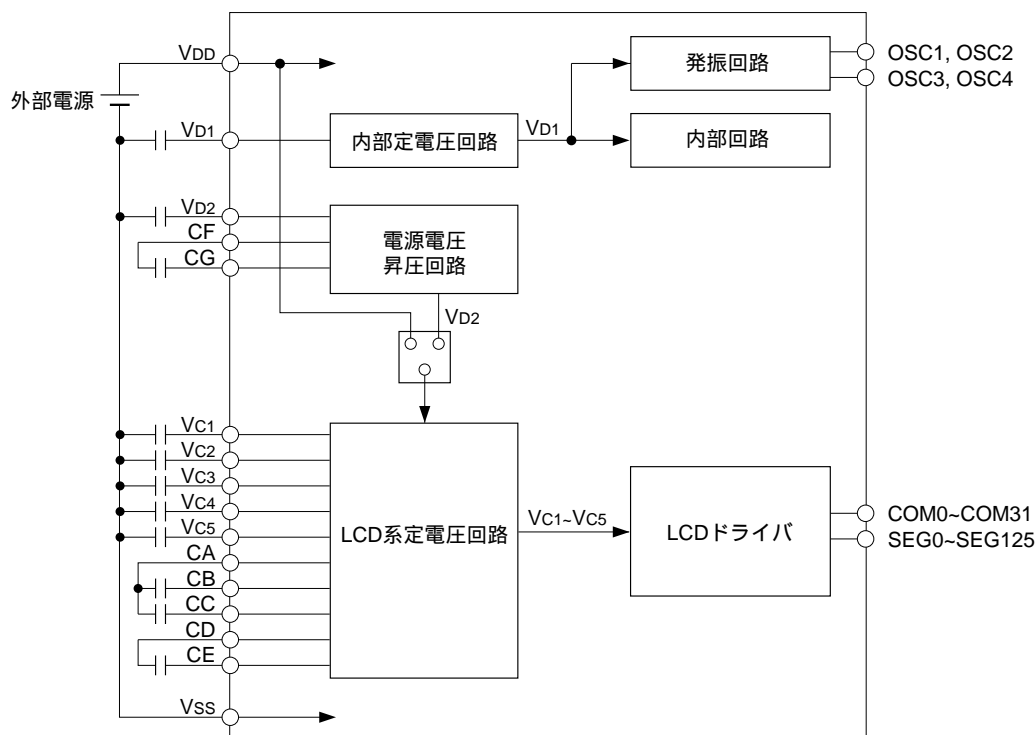 VDD
外部電源
VD1
VD2
CF
CG
VC1
VC2
VC3
VC4
VC5
CA
CB
CC
CD
CE
VSS
内部定電圧回路
VD1
発振回路
内部回路
OSC1, OSC2
OSC3, OSC4
電源電圧
昇圧回路
VD2
LCD系定電圧回路
VC1~VC5
LCDドライバ
COM0~COM31
SEG0~SEG125